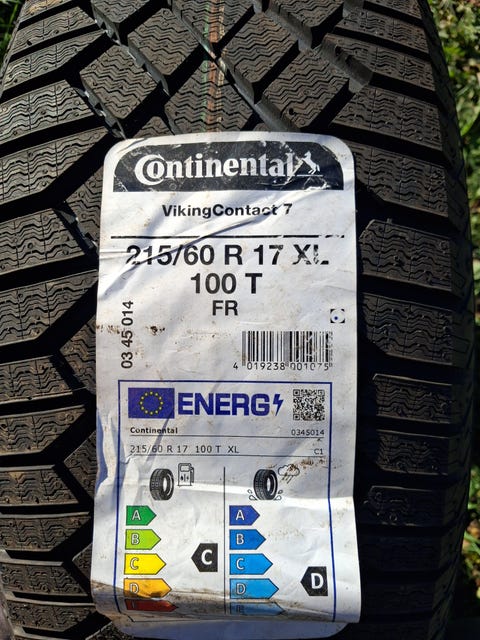 Continental
VikingContact 7
215/60 R 17 XL
100 T
FR
03 45 014
4 019238 001075
ENERG
Continental 0345014
215/60 R 17 100 T XL C1
A A
B B
C C C
D D D
E E